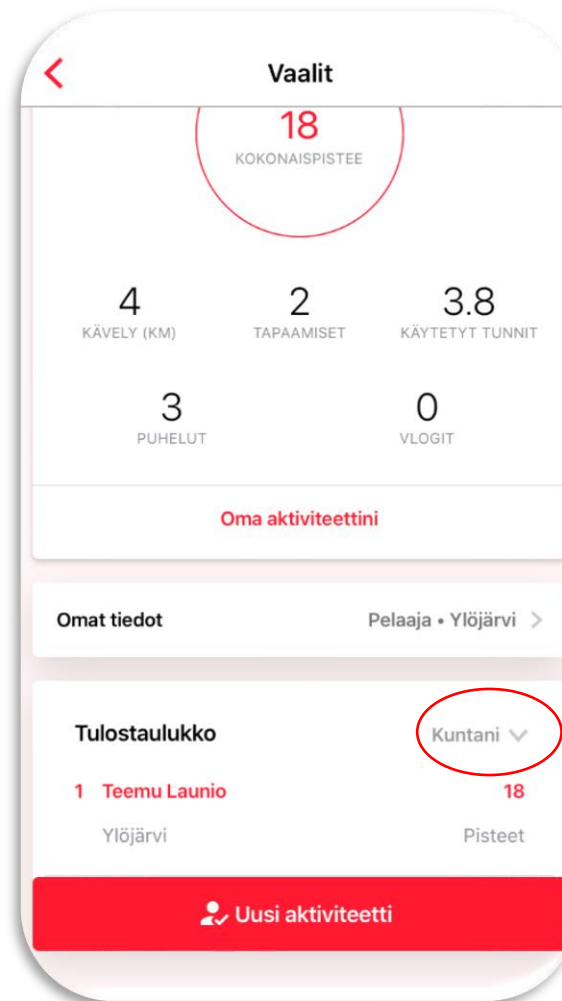 Vaalit
18
KOKONAISPISTEE
4 2 3.8
KÄVELY (KM) TAPAAMISET KÄYTETYT TUNNIT
3 0
PUHELUT VLOGIT
Oma aktiviteettini
Omat tiedot Pelaaja • Ylöjärvi
Tulostaulukko Kuntani
1 Teemu Launio 18
Ylöjärvi Pisteet
Uusi aktiviteetti